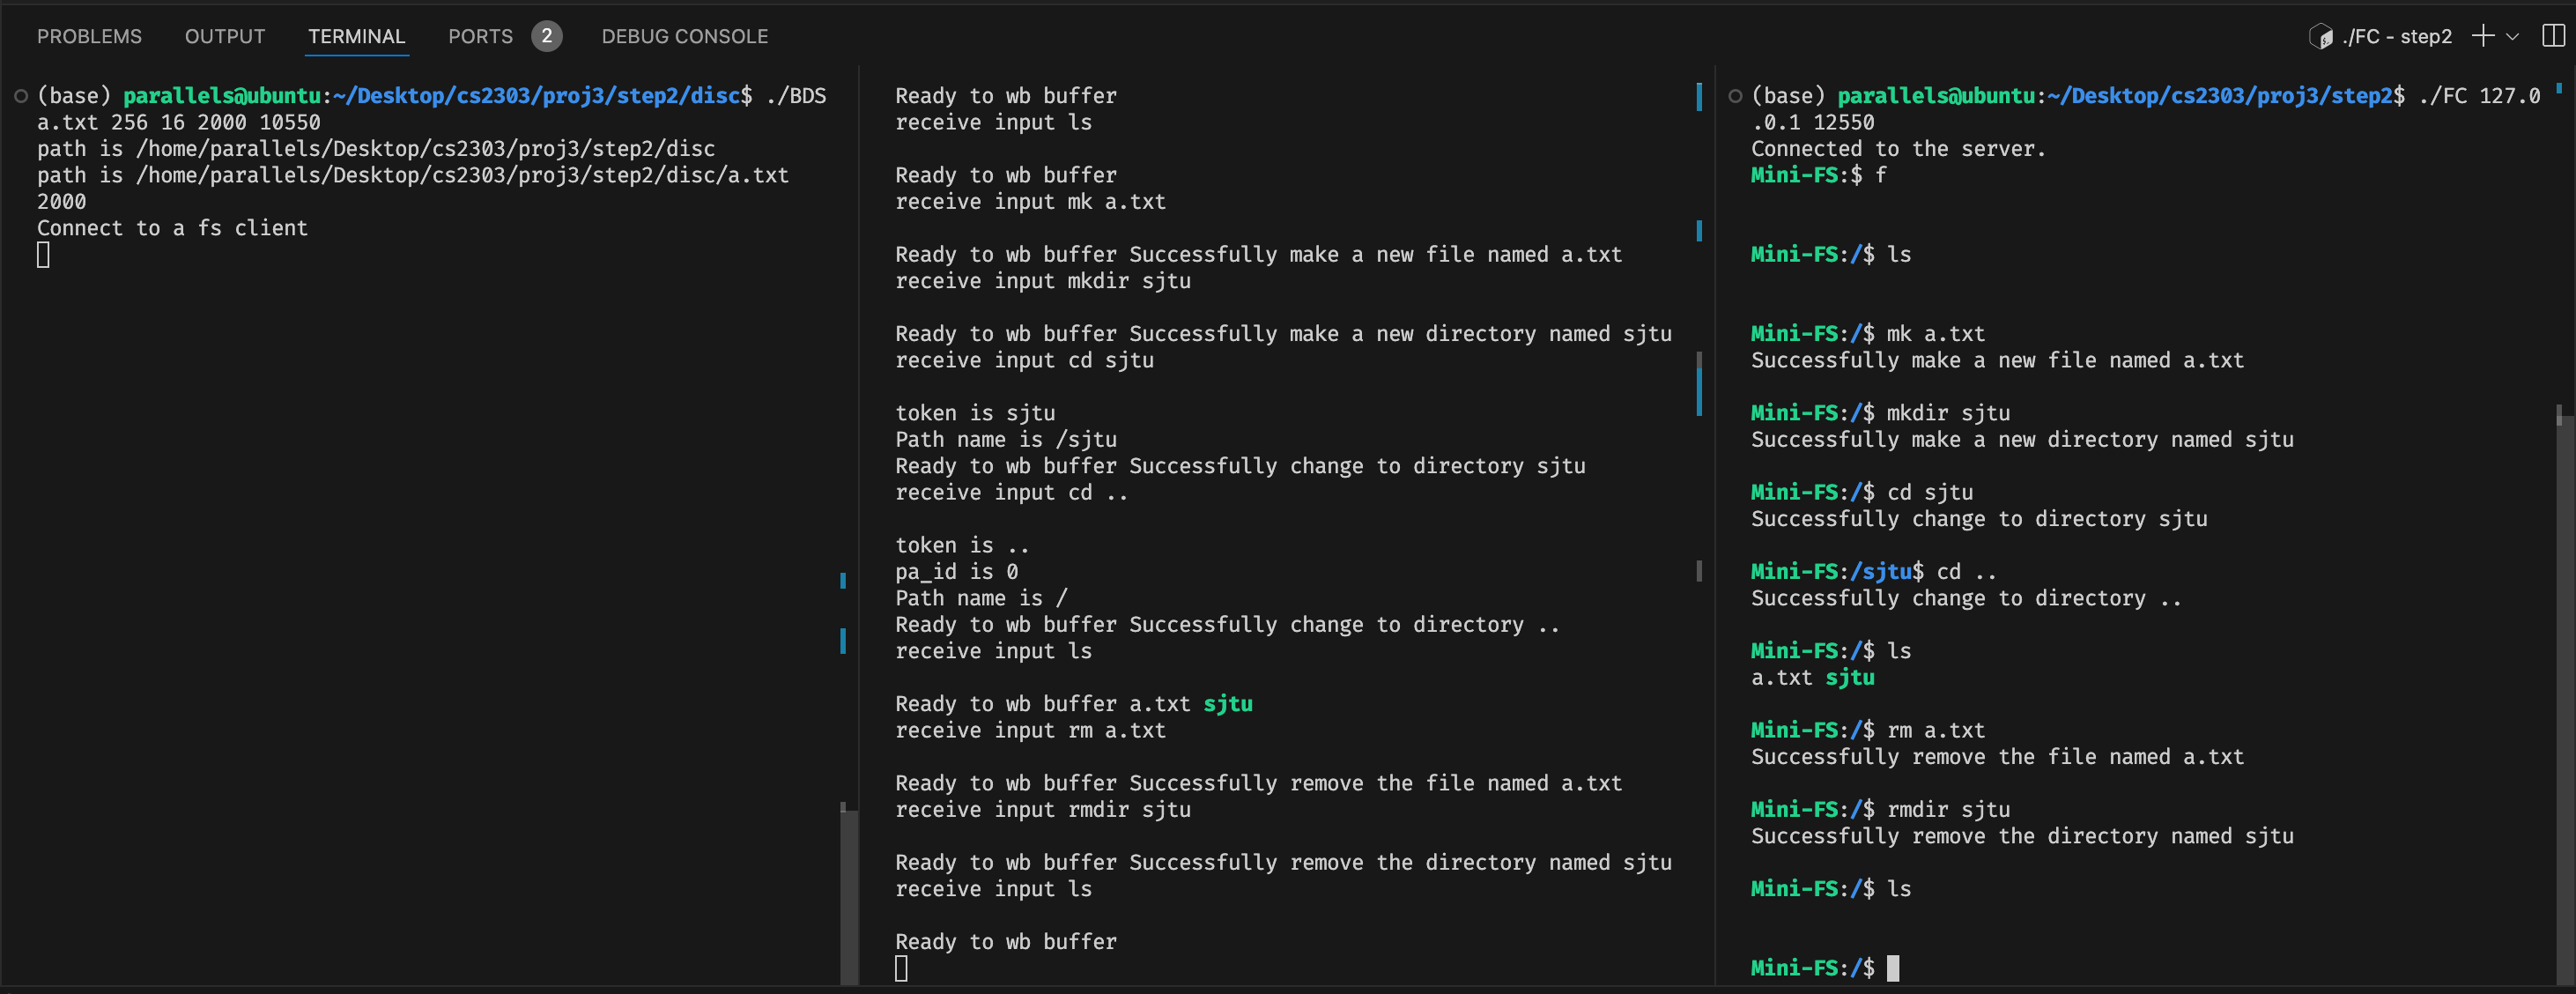 PROBLEMS OUTPUT TERMINAL PORTS 2 DEBUG CONSOLE
./FC - step2
(base) parallels@ubuntu:~/Desktop/cs2303/proj3/step2/disc$ ./BDS
a.txt 256 16 2000 10550
path is /home/parallels/Desktop/cs2303/proj3/step2/disc
path is /home/parallels/Desktop/cs2303/proj3/step2/disc/a.txt
2000
Connect to a fs client
Ready to wb buffer
receive input ls
Ready to wb buffer
receive input mk a.txt
Ready to wb buffer Successfully make a new file named a.txt
receive input mkdir sjtu
Ready to wb buffer Successfully make a new directory named sjtu
receive input cd sjtu
token is sjtu
Path name is /sjtu
Ready to wb buffer Successfully change to directory sjtu
receive input cd ..
token is ..
pa_id is 0
Path name is /
Ready to wb buffer Successfully change to directory ..
receive input ls
Ready to wb buffer a.txt sjtu
receive input rm a.txt
Ready to wb buffer Successfully remove the file named a.txt
receive input rmdir sjtu
Ready to wb buffer Successfully remove the directory named sjtu
receive input ls
Ready to wb buffer
(base) parallels@ubuntu:~/Desktop/cs2303/proj3/step2$ ./FC 127.0
.0.1 12550
Connected to the server.
Mini-FS:$ f
Mini-FS:/$ ls
Mini-FS:/$ mk a.txt
Successfully make a new file named a.txt
Mini-FS:/$ mkdir sjtu
Successfully make a new directory named sjtu
Mini-FS:/$ cd sjtu
Successfully change to directory sjtu
Mini-FS:/sjtu$ cd ..
Successfully change to directory ..
Mini-FS:/$ ls
a.txt sjtu
Mini-FS:/$ rm a.txt
Successfully remove the file named a.txt
Mini-FS:/$ rmdir sjtu
Successfully remove the directory named sjtu
Mini-FS:/$ ls
Mini-FS:/$